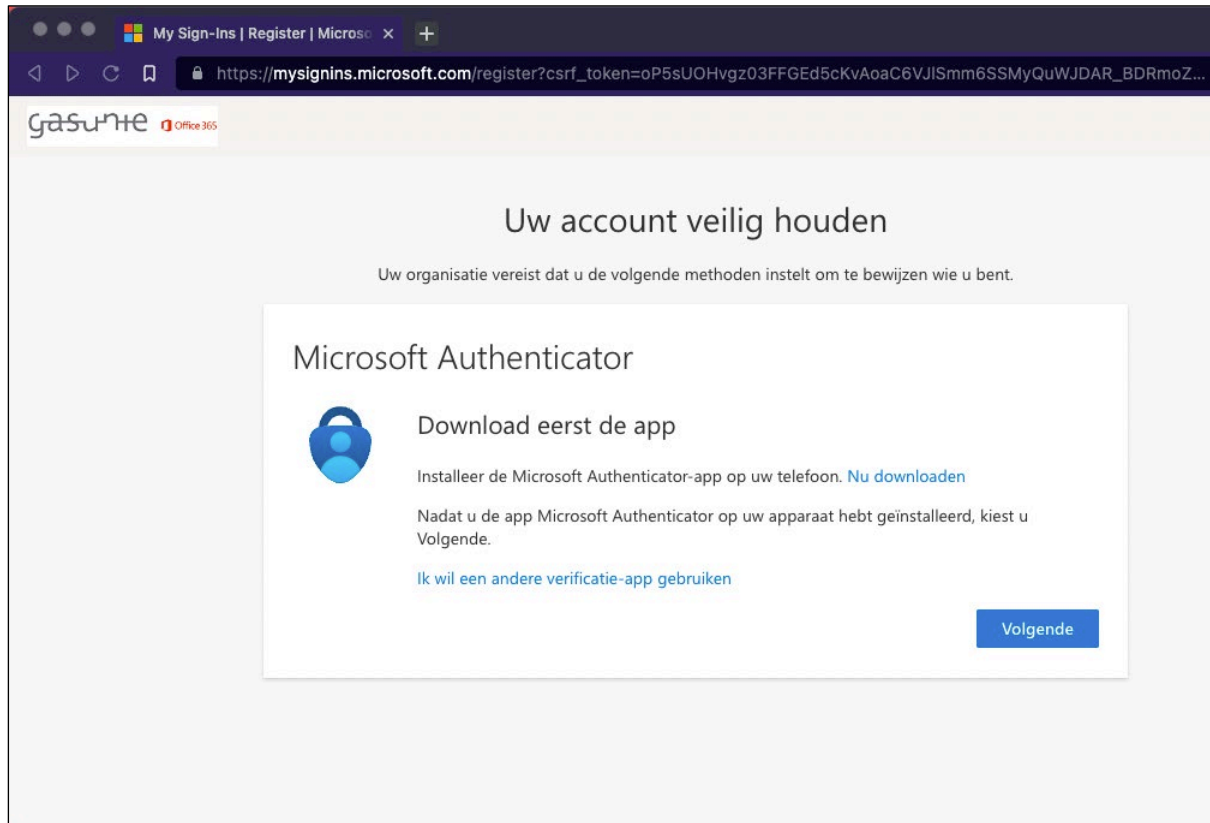 My Sign-Ins | Register | Microso
https://mysignins.microsoft.com/register?csrf_token=oP5sUOHvgz03FFGEd5cKvAoaC6VJlSmm6SSMyQuWJDAR_BDRmoZ...
gasunie Office 365
Uw account veilig houden
Uw organisatie vereist dat u de volgende methoden instelt om te bewijzen wie u bent.
Microsoft Authenticator
Download eerst de app
Installeer de Microsoft Authenticator-app op uw telefoon. Nu downloaden
Nadat u de app Microsoft Authenticator op uw apparaat hebt geïnstalleerd, kiest u
Volgende.
Ik wil een andere verificatie-app gebruiken
Volgende